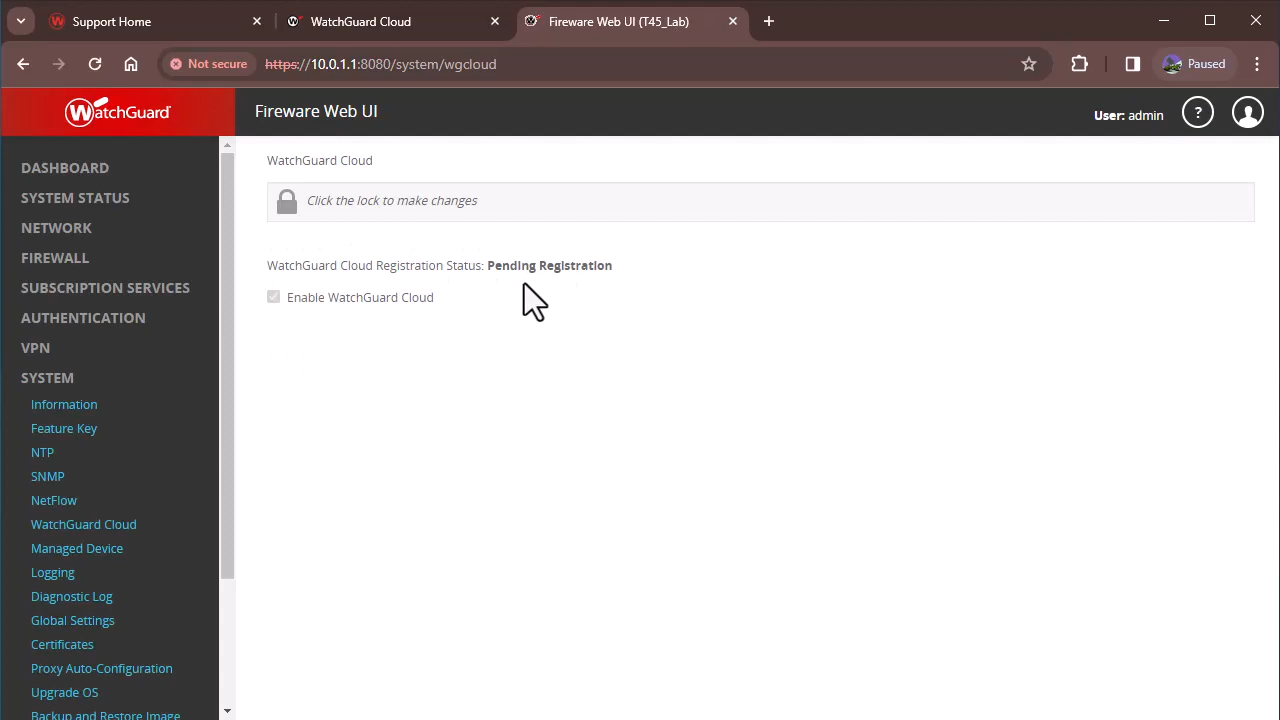 Support Home
WatchGuard Cloud
Fireware Web UI (T45_Lab)
Not secure
https://10.0.1.1:8080/system/wgcloud
Paused
WatchGuard
Fireware Web UI
User: admin
?
DASHBOARD
SYSTEM STATUS
NETWORK
FIREWALL
SUBSCRIPTION SERVICES
AUTHENTICATION
VPN
SYSTEM
Information
Feature Key
NTP
SNMP
NetFlow
WatchGuard Cloud
Managed Device
Logging
Diagnostic Log
Global Settings
Certificates
Proxy Auto-Configuration
Upgrade OS
Backup and Restore Image
WatchGuard Cloud
Click the lock to make changes
WatchGuard Cloud Registration Status: Pending Registration
Enable WatchGuard Cloud